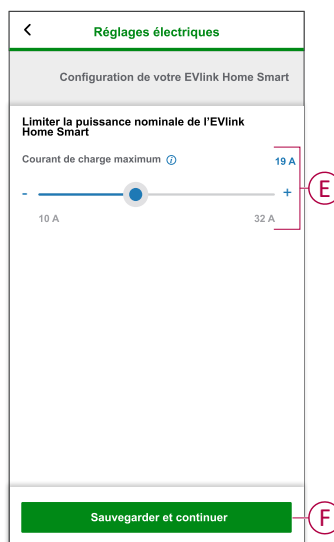 Réglages électriques
Configuration de votre EVlink Home Smart
Limiter la puissance nominale de l'EVlink
Home Smart
Courant de charge maximum i
19 A
- +
10 A 32 A
E
Sauvegarder et continuer
F